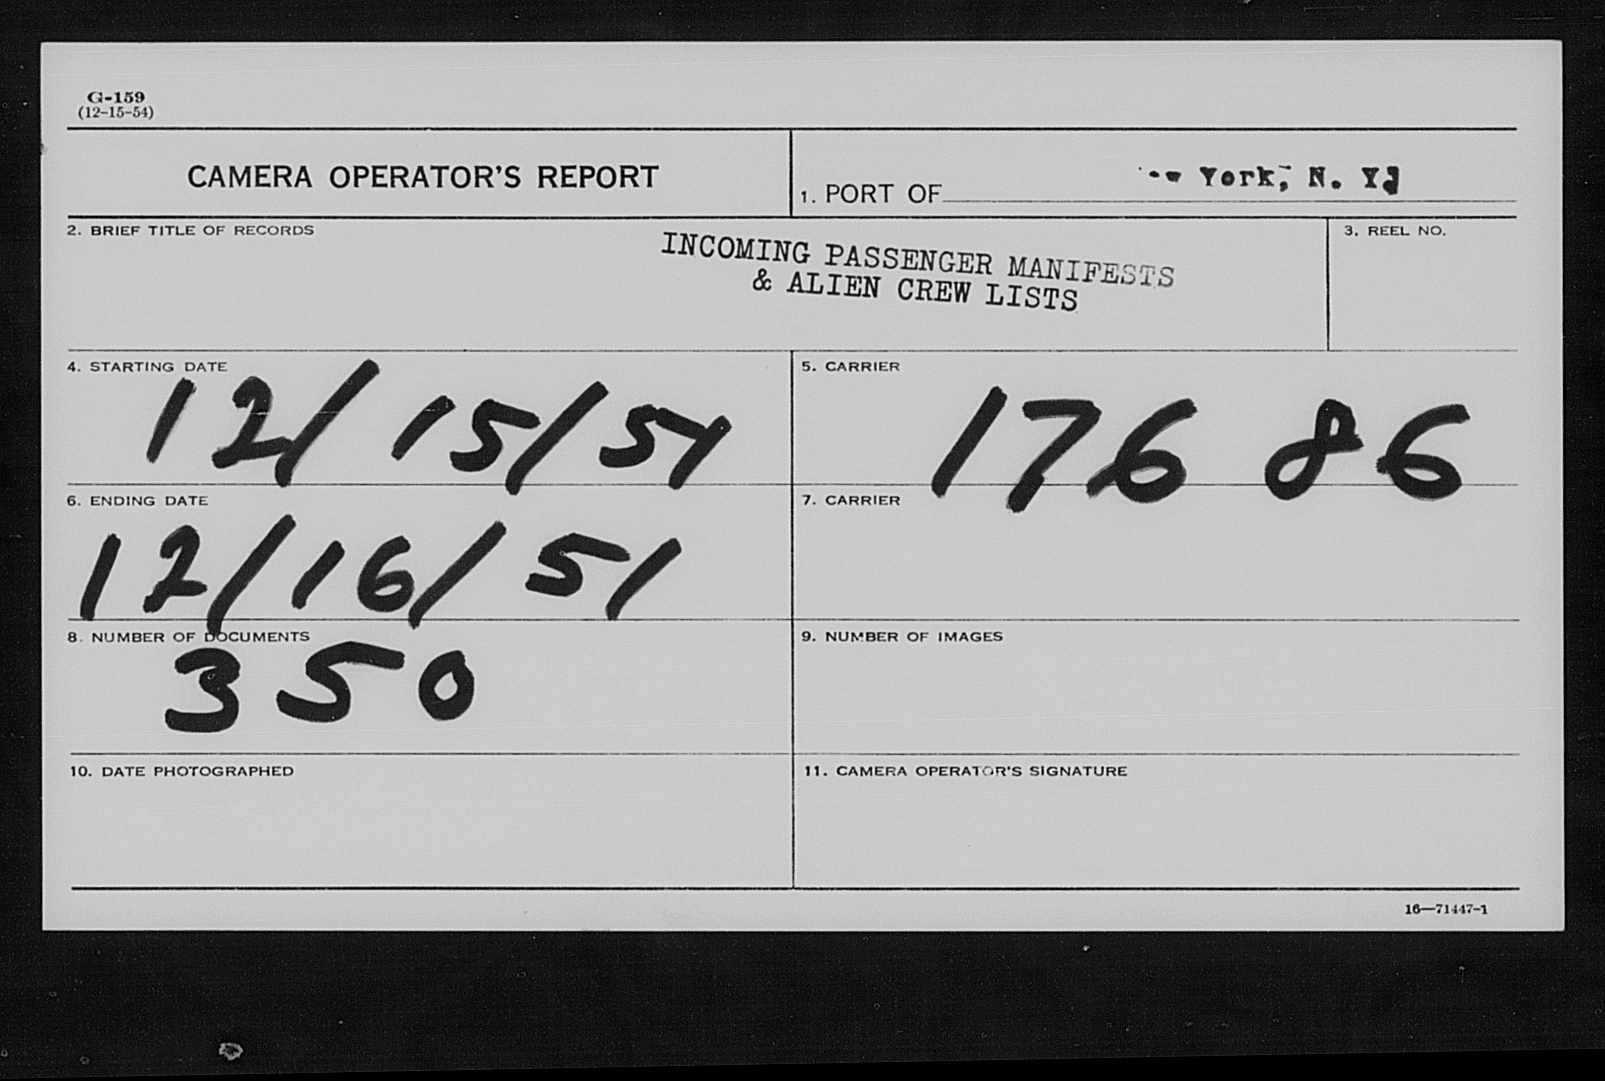 G-159
(12-15-54)
CAMERA OPERATOR'S REPORT
1. PORT OF York, N. Y.
2. BRIEF TITLE OF RECORDS
INCOMING PASSENGER MANIFESTS
& ALIEN CREW LISTS
3. REEL NO.
4. STARTING DATE
12/15/51
5. CARRIER
17686
6. ENDING DATE
12/16/51
7. CARRIER
8. NUMBER OF DOCUMENTS
350
9. NUMBER OF IMAGES
10. DATE PHOTOGRAPHED
11. CAMERA OPERATOR'S SIGNATURE
16—71447-1